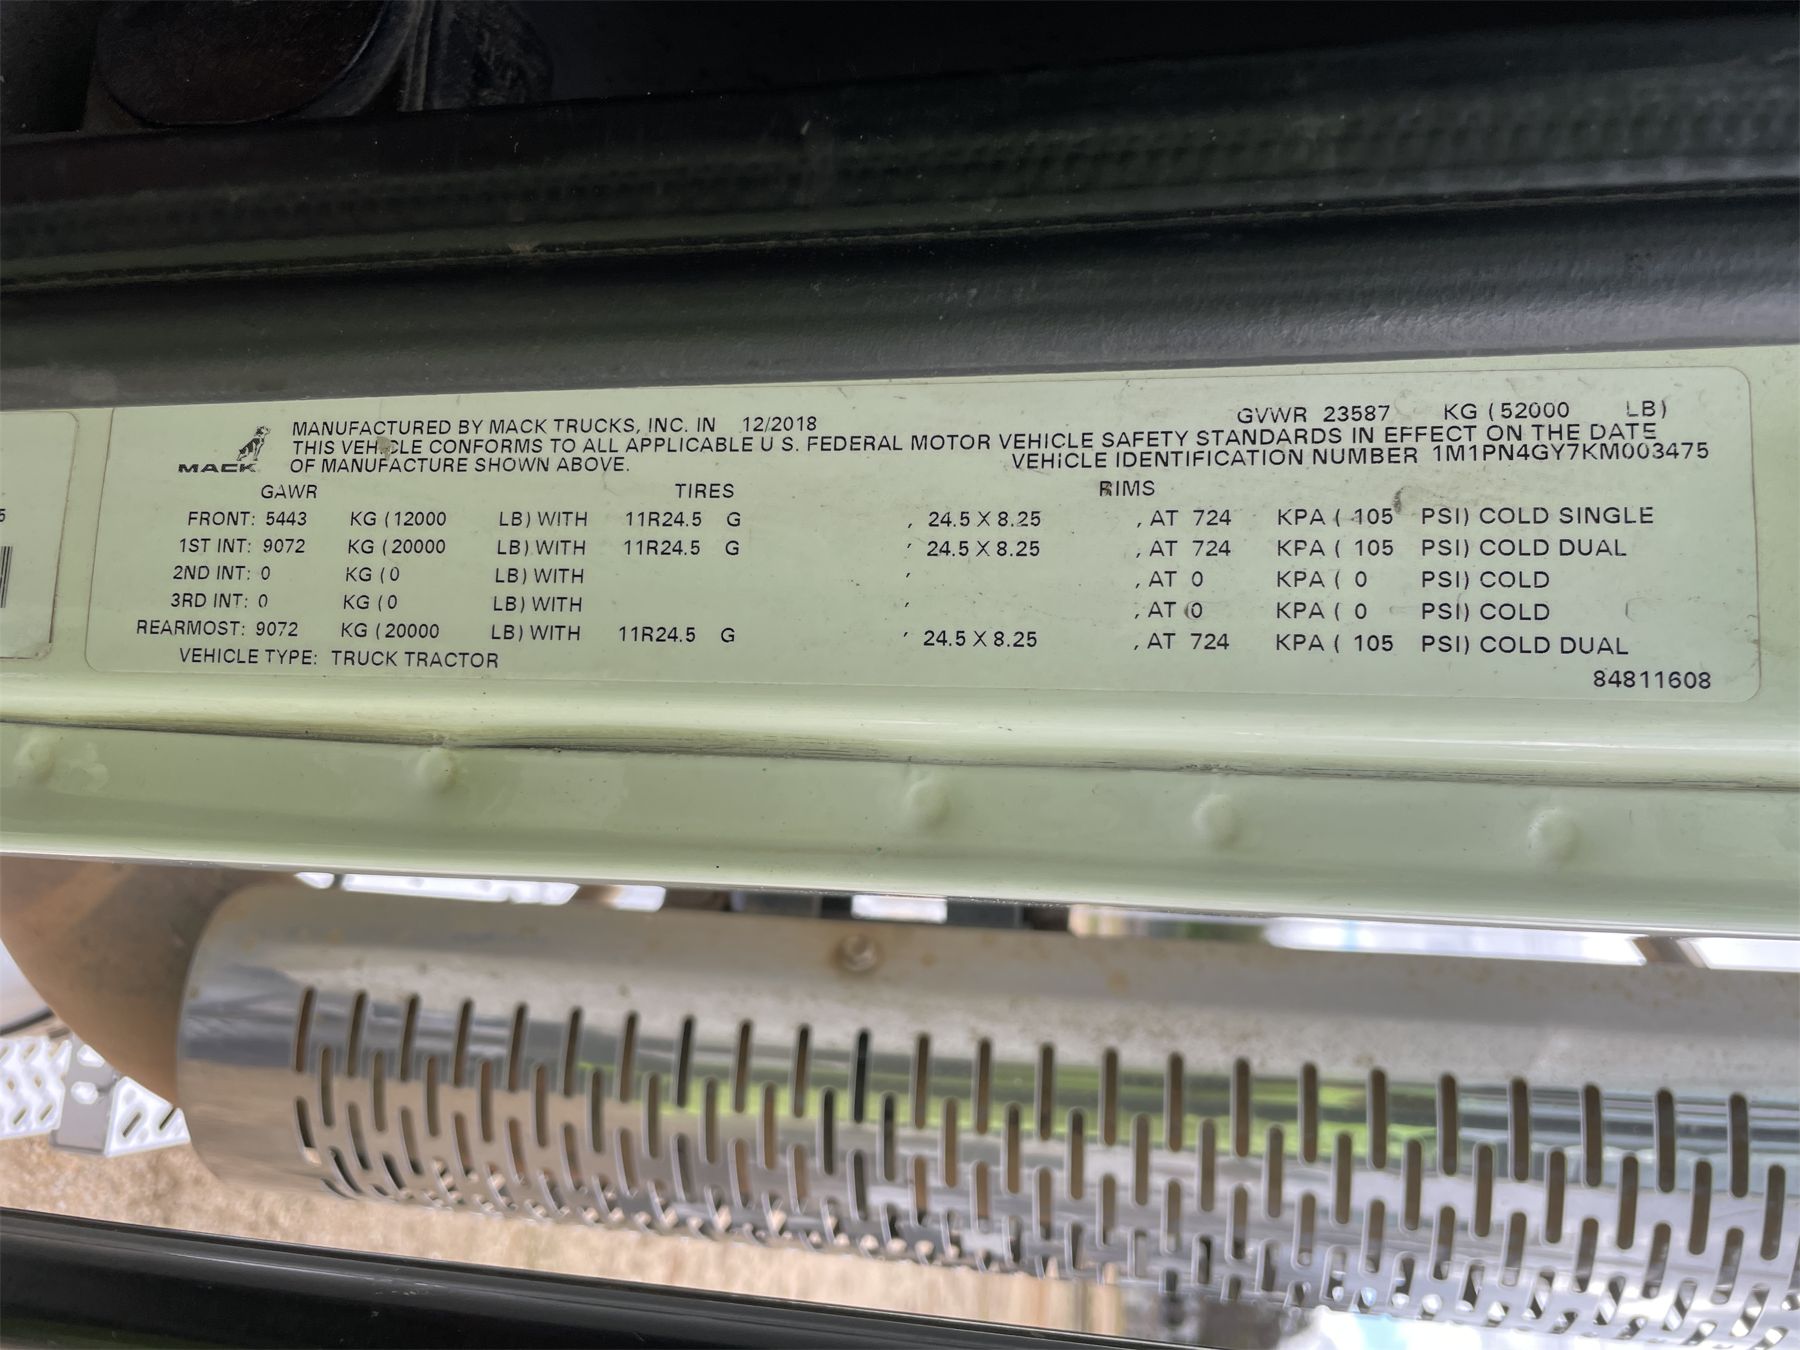 MANUFACTURED BY MACK TRUCKS, INC. IN 12/2018 GVWR 23587 KG (52000 LB)
THIS VEHICLE CONFORMS TO ALL APPLICABLE U S. FEDERAL MOTOR VEHICLE SAFETY STANDARDS IN EFFECT ON THE DATE
MACK OF MANUFACTURE SHOWN ABOVE. VEHICLE IDENTIFICATION NUMBER 1M1PN4GY7KM003475
GAWR TIRES RIMS
FRONT: 5443 KG (12000 LB) WITH 11R24.5 G , 24.5 X 8.25 , AT 724 KPA ( 105 PSI) COLD SINGLE
1ST INT: 9072 KG (20000 LB) WITH 11R24.5 G , 24.5 X 8.25 , AT 724 KPA ( 105 PSI) COLD DUAL
2ND INT: 0 KG (0 LB) WITH , , AT 0 KPA ( 0 PSI) COLD
3RD INT: 0 KG (0 LB) WITH , , AT 0 KPA ( 0 PSI) COLD
REARMOST: 9072 KG (20000 LB) WITH 11R24.5 G , 24.5 X 8.25 , AT 724 KPA ( 105 PSI) COLD DUAL
VEHICLE TYPE: TRUCK TRACTOR
84811608
5